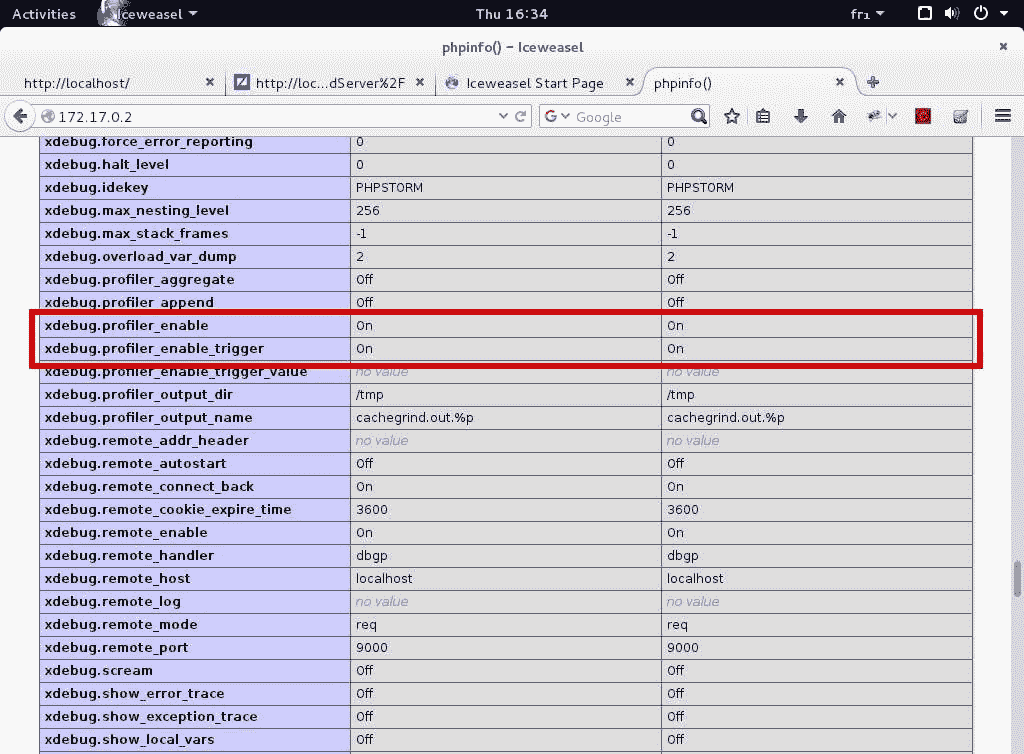 Activities Iceweasel Thu 16:34 fr1
phpinfo() – Iceweasel
http://localhost/ http://loc...dServer%2F Iceweasel Start Page phpinfo()
172.17.0.2 Google
xdebug.force_error_reporting 0 0
xdebug.halt_level 0 0
xdebug.idekey PHPSTORM PHPSTORM
xdebug.max_nesting_level 256 256
xdebug.max_stack_frames -1 -1
xdebug.overload_var_dump 2 2
xdebug.profiler_aggregate Off Off
xdebug.profiler_append Off Off
xdebug.profiler_enable On On
xdebug.profiler_enable_trigger On On
xdebug.profiler_enable_trigger_value no value no value
xdebug.profiler_output_dir /tmp /tmp
xdebug.profiler_output_name cachegrind.out.%p cachegrind.out.%p
xdebug.remote_addr_header no value no value
xdebug.remote_autostart Off Off
xdebug.remote_connect_back On On
xdebug.remote_cookie_expire_time 3600 3600
xdebug.remote_enable On On
xdebug.remote_handler dbgp dbgp
xdebug.remote_host localhost localhost
xdebug.remote_log no value no value
xdebug.remote_mode req req
xdebug.remote_port 9000 9000
xdebug.scream Off Off
xdebug.show_error_trace Off Off
xdebug.show_exception_trace Off Off
xdebug.show_local_vars Off Off